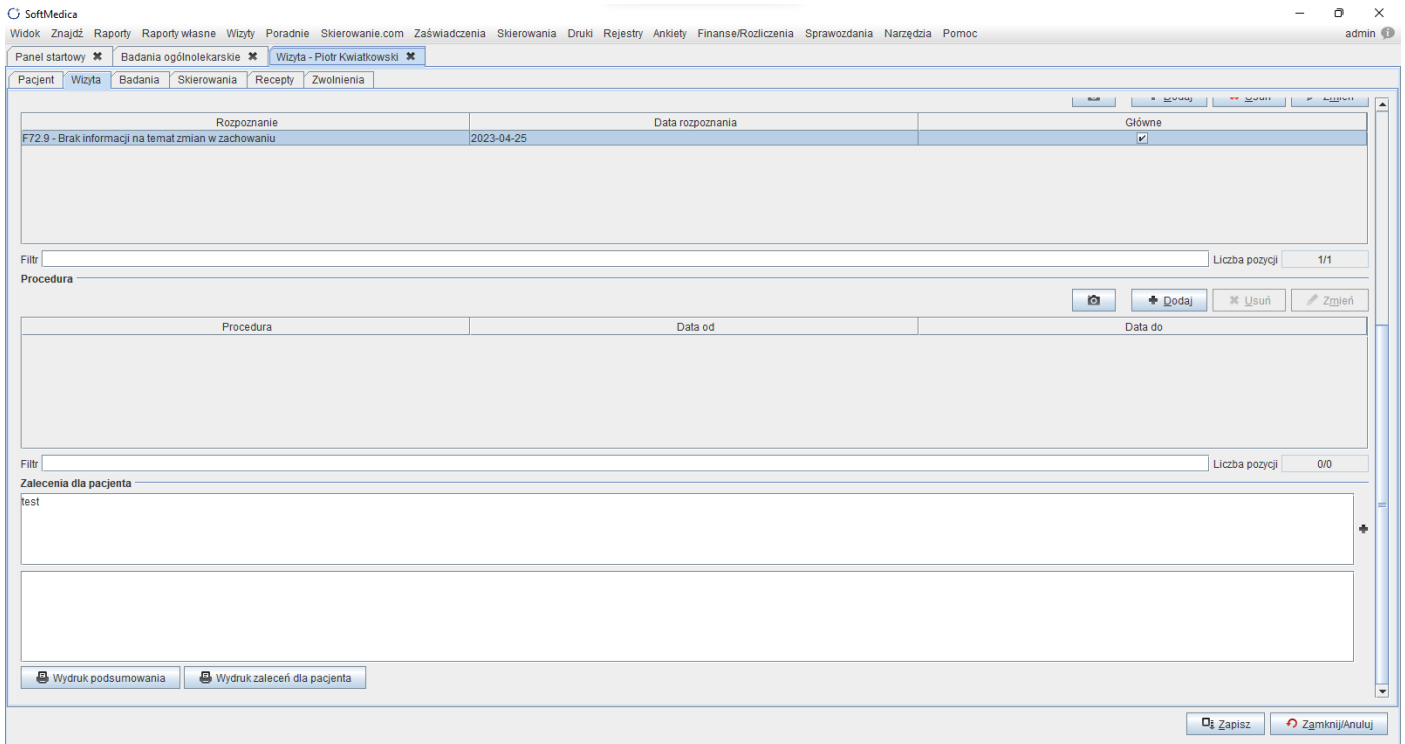 SoftMedica
Widok Znajdź Raporty Raporty własne Wizyty Poradnie Skierowanie.com Zaświadczenia Skierowania Druki Rejestry Ankiety Finanse/Rozliczenia Sprawozdania Narzędzia Pomoc admin
Panel startowy Badania ogólnolekarskie Wizyta - Piotr Kwiatkowski
Pacjent Wizyta Badania Skierowania Recepty Zwolnienia
Dodaj Usuń Zmień
Rozpoznanie Data rozpoznania Główne
F72.9 - Brak informacji na temat zmian w zachowaniu 2023-04-25
Filtr Liczba pozycji 1/1
Procedura
Dodaj Usuń Zmień
Procedura Data od Data do
Filtr Liczba pozycji 0/0
Zalecenia dla pacjenta
test
Wydruk podsumowania Wydruk zaleceń dla pacjenta
Zapisz Zamknij/Anuluj